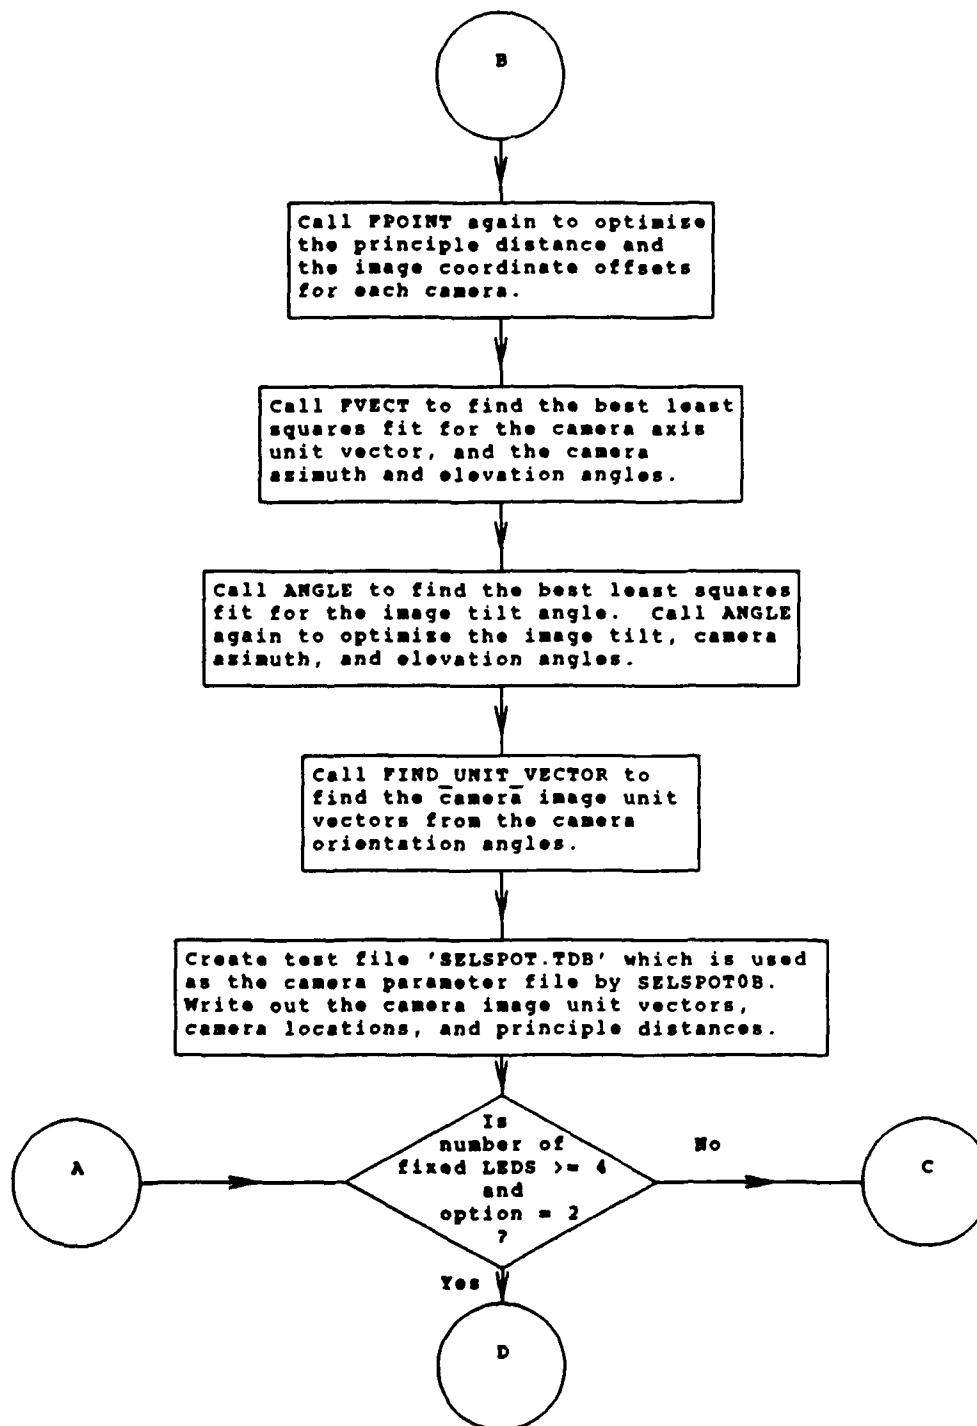 B
Call FPOINT again to optimize
the principle distance and
the image coordinate offsets
for each camera.
Call FVECT to find the best least
squares fit for the camera axis
unit vector, and the camera
azimuth and elevation angles.
Call ANGLE to find the best least squares
fit for the image tilt angle. Call ANGLE
again to optimize the image tilt, camera
azimuth, and elevation angles.
Call FIND_UNIT_VECTOR to
find the camera image unit
vectors from the camera
orientation angles.
Create test file 'SELSPOT.TDB' which is used
as the camera parameter file by SELSPOT0B.
Write out the camera image unit vectors,
camera locations, and principle distances.
A
Is
number of
fixed LEDS >= 4
and
option = 2
?
No
C
Yes
D